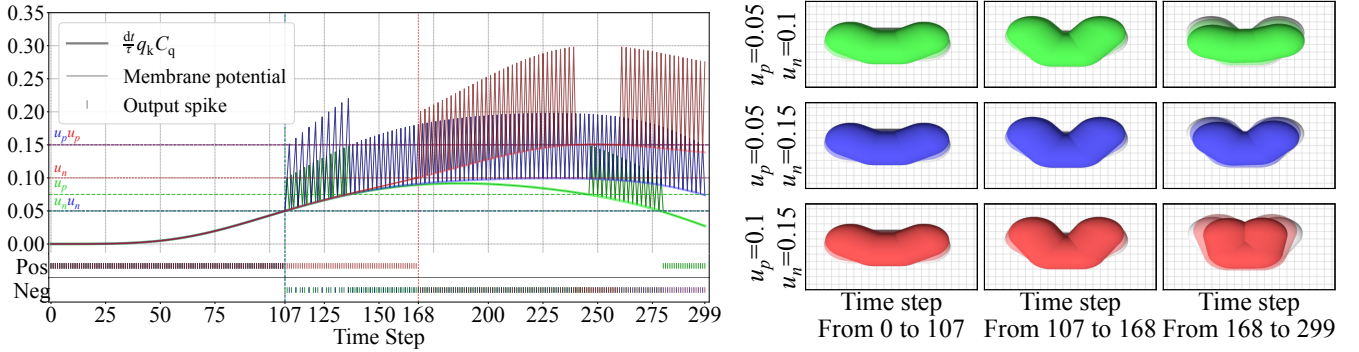 0.35
0.30
0.25
0.20
0.15
0.10
0.05
0.00
dt/τ qₖC_q
Membrane potential
Output spike
uₚuₚ
uₙ
uₚ
uₙuₙ
Pos
Neg
0 25 50 75 107 125 168 200 225 250 275 299
Time Step
uₚ=0.05
uₙ=0.1
uₚ=0.05
uₙ=0.15
uₚ=0.1
uₙ=0.15
Time step
From 0 to 107
Time step
From 107 to 168
Time step
From 168 to 299